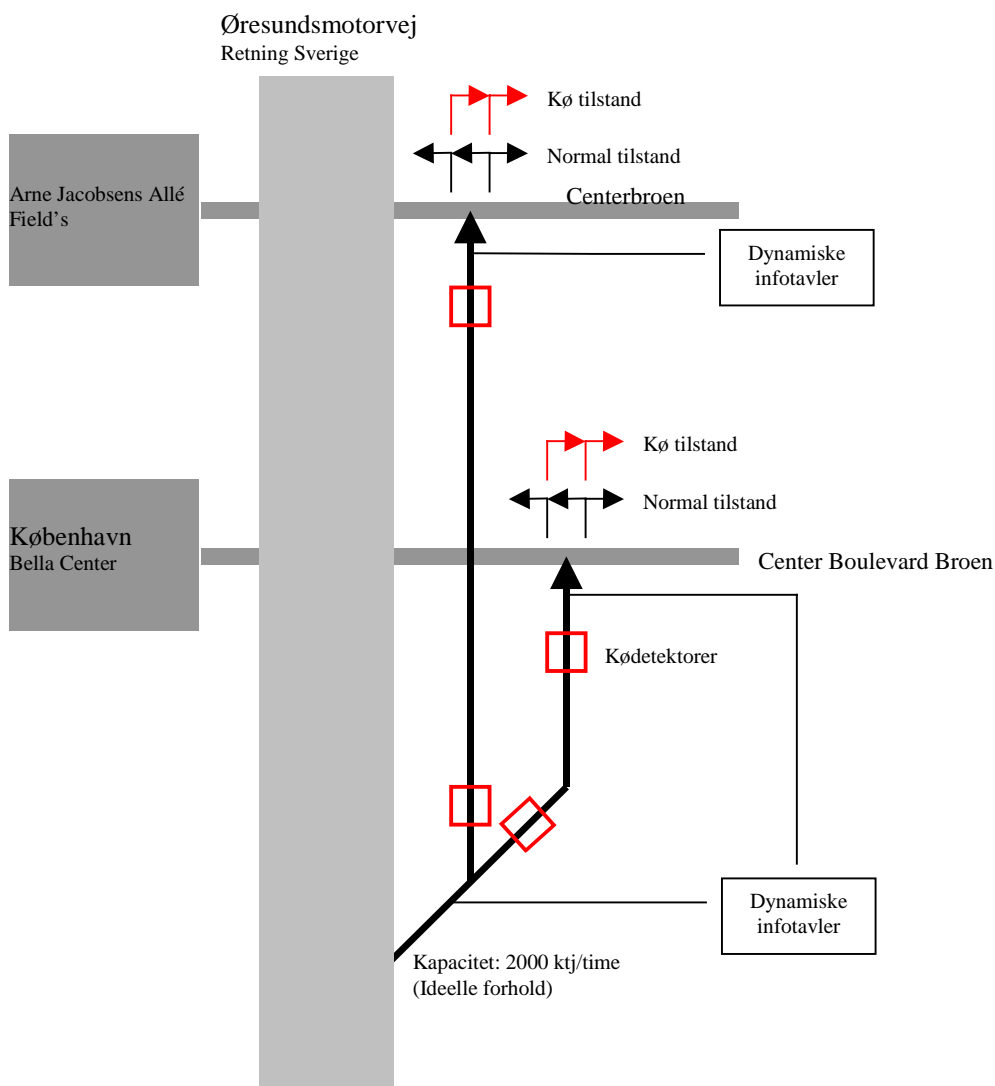 Øresundsmotorvej
Retning Sverige
Kø tilstand
Normal tilstand
Arne Jacobsens Allé
Field's
Centerbroen
Dynamiske
infotavler
Kø tilstand
Normal tilstand
København
Bella Center
Center Boulevard Broen
Kødetektorer
Dynamiske
infotavler
Kapacitet: 2000 ktj/time
(Ideelle forhold)